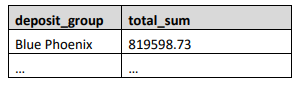 deposit_group total_sum
Blue Phoenix 819598.73
... ...